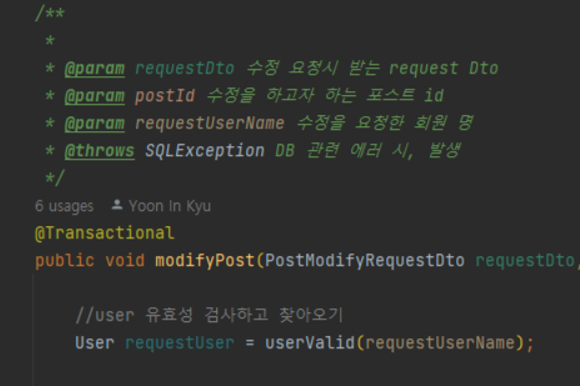 /**
*
* @param requestDto 수정 요청시 받는 request Dto
* @param postId 수정을 하고자 하는 포스트 id
* @param requestUserName 수정을 요청한 회원 명
* @throws SQLException DB 관련 에러 시, 발생
*/
6 usages Yoon In Kyu
@Transactional
public void modifyPost(PostModifyRequestDto requestDto,
//user 유효성 검사하고 찾아오기
User requestUser = userValid(requestUserName);